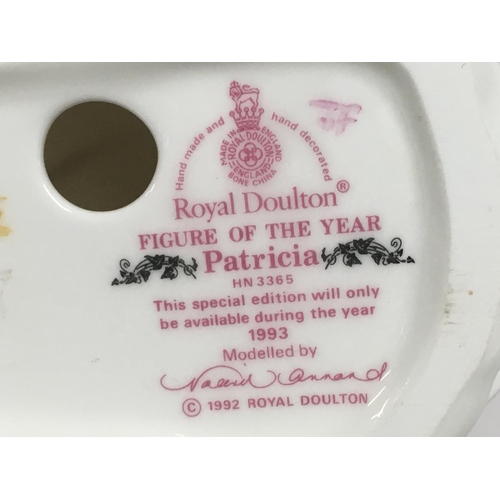 Hand made and hand decorated
MADE IN ENGLAND
ROYAL DOULTON
ENGLAND
BONE CHINA
Royal Doulton®
FIGURE OF THE YEAR
Patricia
HN 3365
This special edition will only
be available during the year
1993
Modelled by
© 1992 ROYAL DOULTON